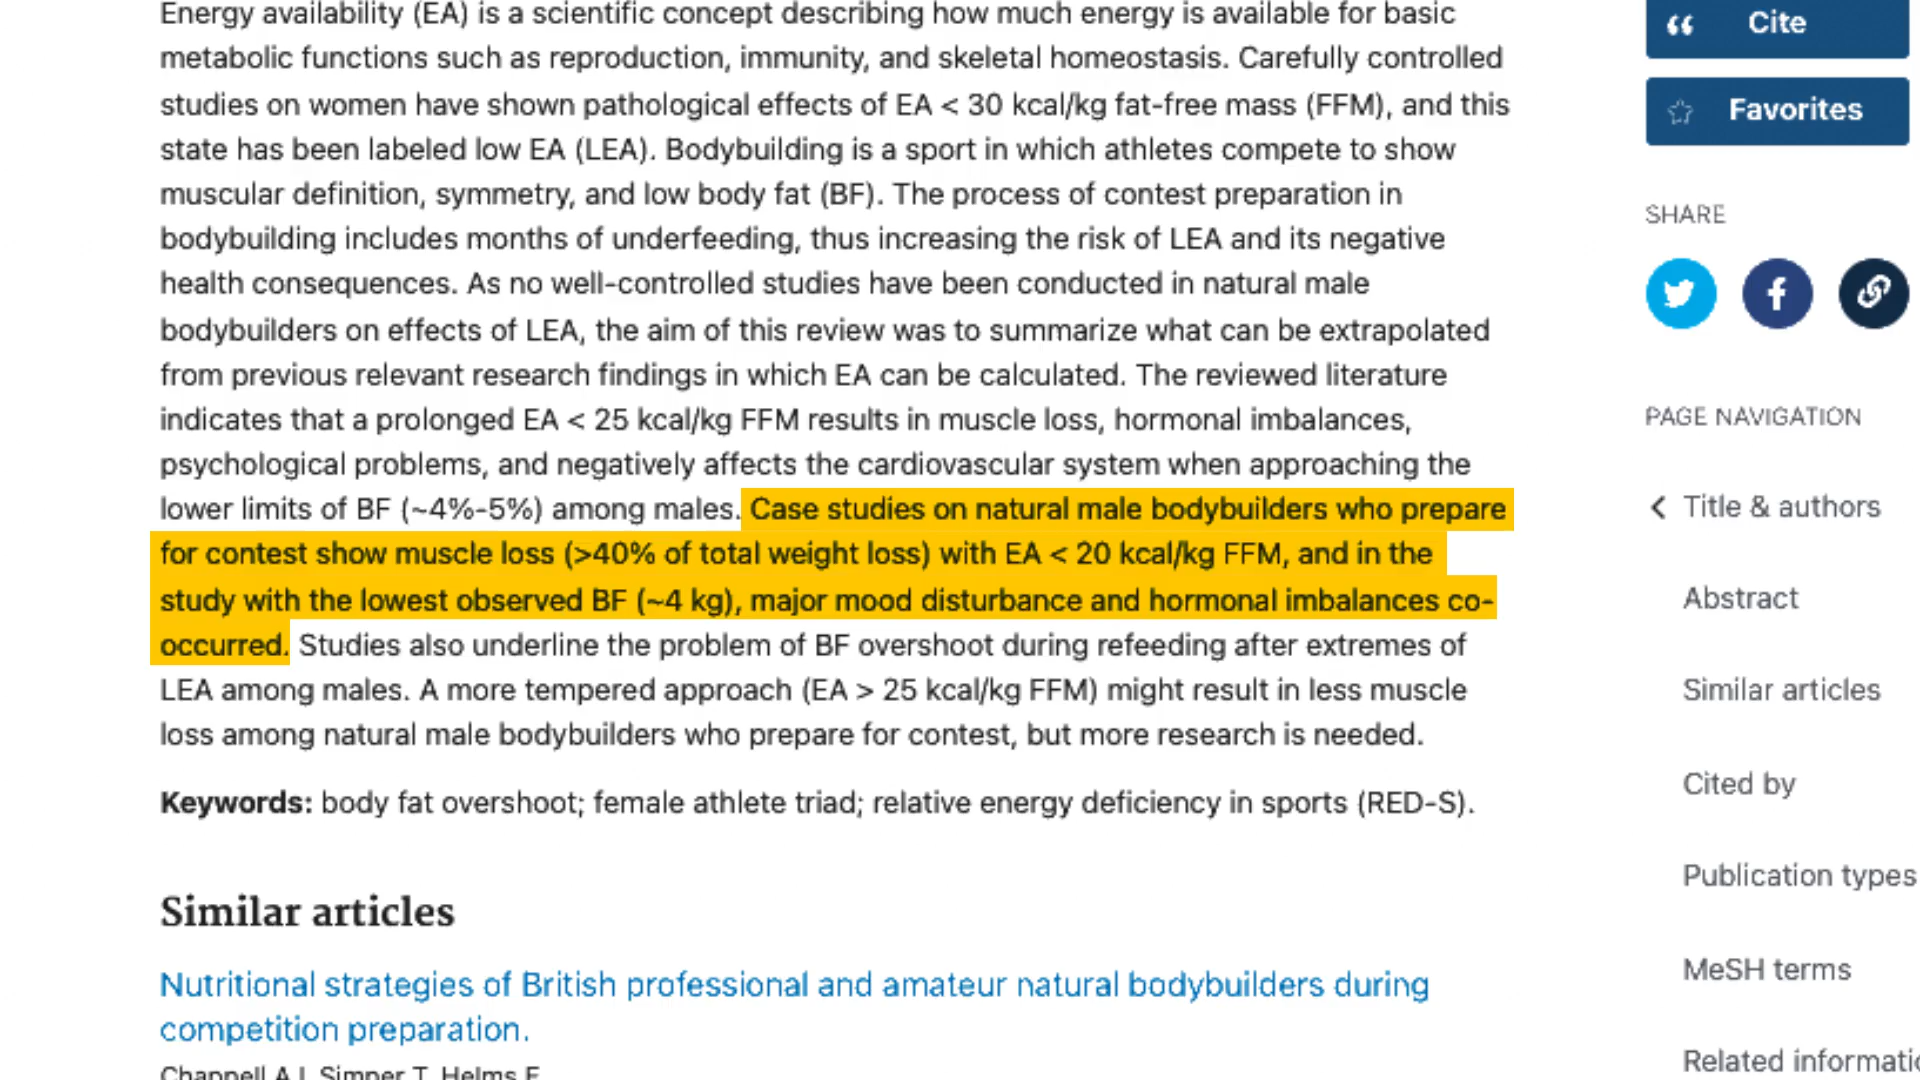 Energy availability (EA) is a scientific concept describing how much energy is available for basic
metabolic functions such as reproduction, immunity, and skeletal homeostasis. Carefully controlled
studies on women have shown pathological effects of EA < 30 kcal/kg fat-free mass (FFM), and this
state has been labeled low EA (LEA). Bodybuilding is a sport in which athletes compete to show
muscular definition, symmetry, and low body fat (BF). The process of contest preparation in
bodybuilding includes months of underfeeding, thus increasing the risk of LEA and its negative
health consequences. As no well-controlled studies have been conducted in natural male
bodybuilders on effects of LEA, the aim of this review was to summarize what can be extrapolated
from previous relevant research findings in which EA can be calculated. The reviewed literature
indicates that a prolonged EA < 25 kcal/kg FFM results in muscle loss, hormonal imbalances,
psychological problems, and negatively affects the cardiovascular system when approaching the
lower limits of BF (~4%-5%) among males. Case studies on natural male bodybuilders who prepare
for contest show muscle loss (>40% of total weight loss) with EA < 20 kcal/kg FFM, and in the
study with the lowest observed BF (~4 kg), major mood disturbance and hormonal imbalances co-
occurred. Studies also underline the problem of BF overshoot during refeeding after extremes of
LEA among males. A more tempered approach (EA > 25 kcal/kg FFM) might result in less muscle
loss among natural male bodybuilders who prepare for contest, but more research is needed.
Keywords: body fat overshoot; female athlete triad; relative energy deficiency in sports (RED-S).
Similar articles
Nutritional strategies of British professional and amateur natural bodybuilders during
competition preparation.
Chappell AJ, Simper T, Helms E.
Cite
Favorites
SHARE
PAGE NAVIGATION
Title & authors
Abstract
Similar articles
Cited by
Publication types
MeSH terms
Related informatio